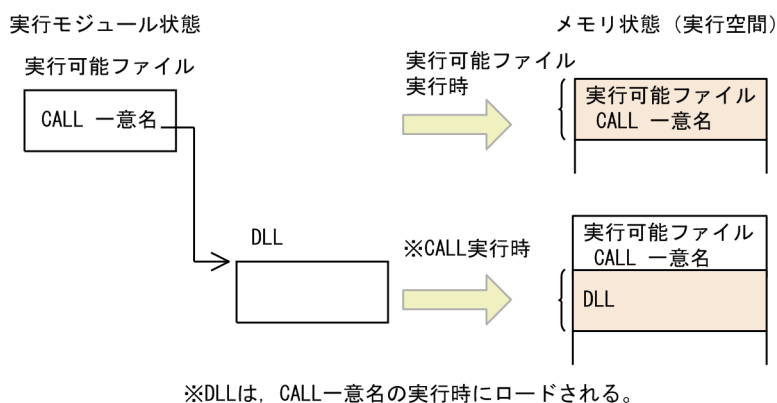 実行モジュール状態
メモリ状態（実行空間）
実行可能ファイル
CALL 一意名
実行可能ファイル
実行時
実行可能ファイル
CALL 一意名
DLL
※CALL実行時
実行可能ファイル
CALL 一意名
DLL
※DLLは，CALL一意名の実行時にロードされる。